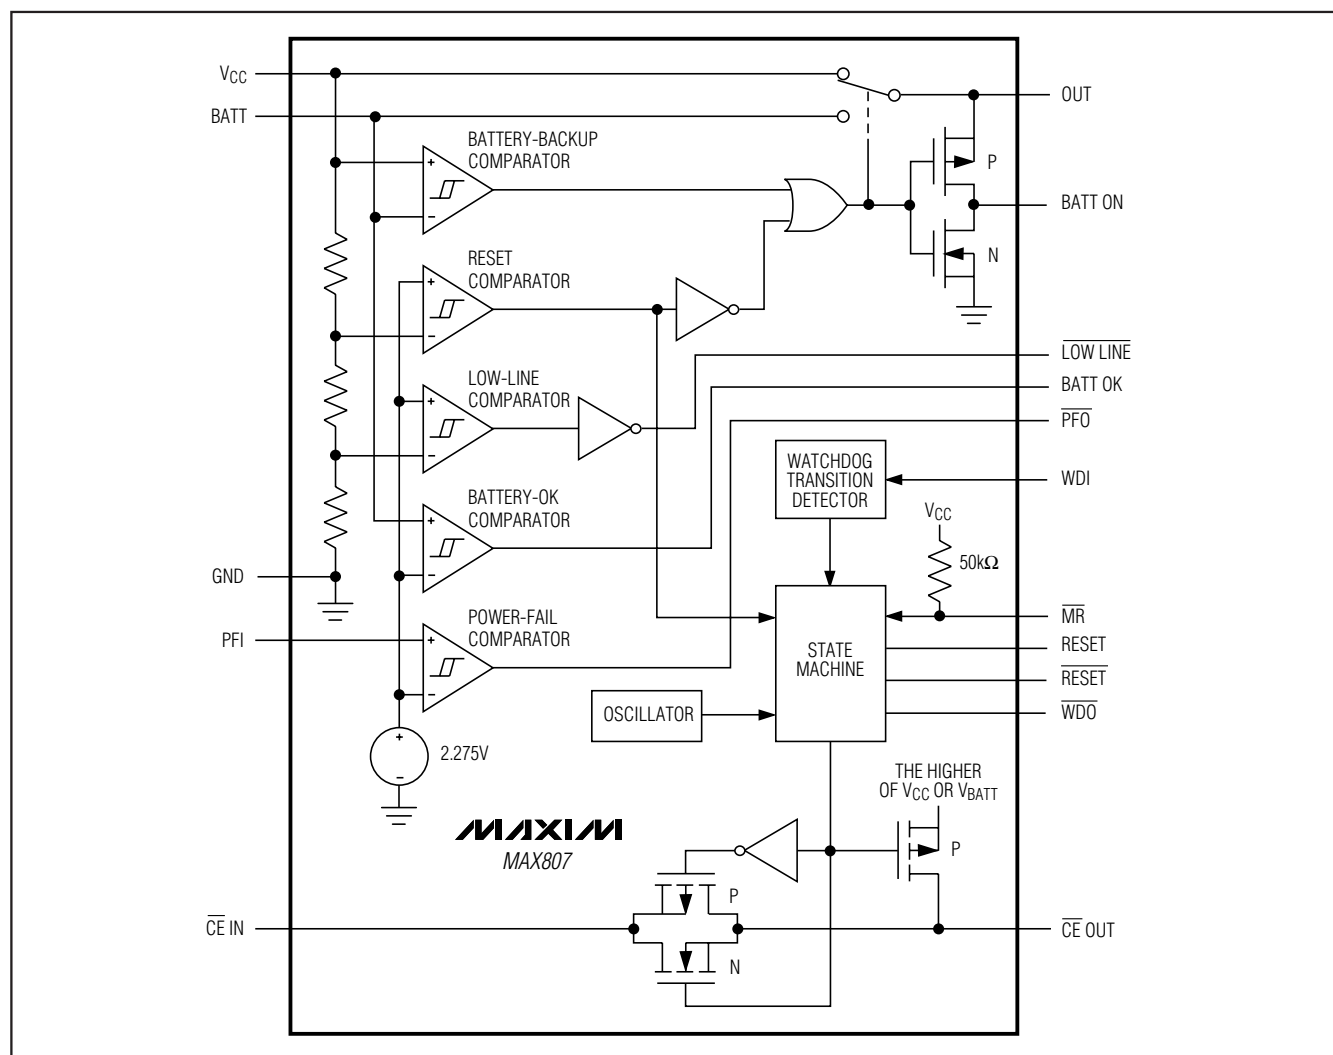 VCC
BATT
BATTERY-BACKUP
COMPARATOR
+
−
OUT
P
BATT ON
N
RESET
COMPARATOR
+
−
LOW LINE
BATT OK
PFO
LOW-LINE
COMPARATOR
+
−
WATCHDOG
TRANSITION
DETECTOR
WDI
BATTERY-OK
COMPARATOR
+
−
VCC
50kΩ
GND
PFI
POWER-FAIL
COMPARATOR
+
−
STATE
MACHINE
MR
RESET
RESET
WDO
OSCILLATOR
+
−
2.275V
THE HIGHER
OF VCC OR VBATT
MAXIM
MAX807
P
P
CE IN
CE OUT
N